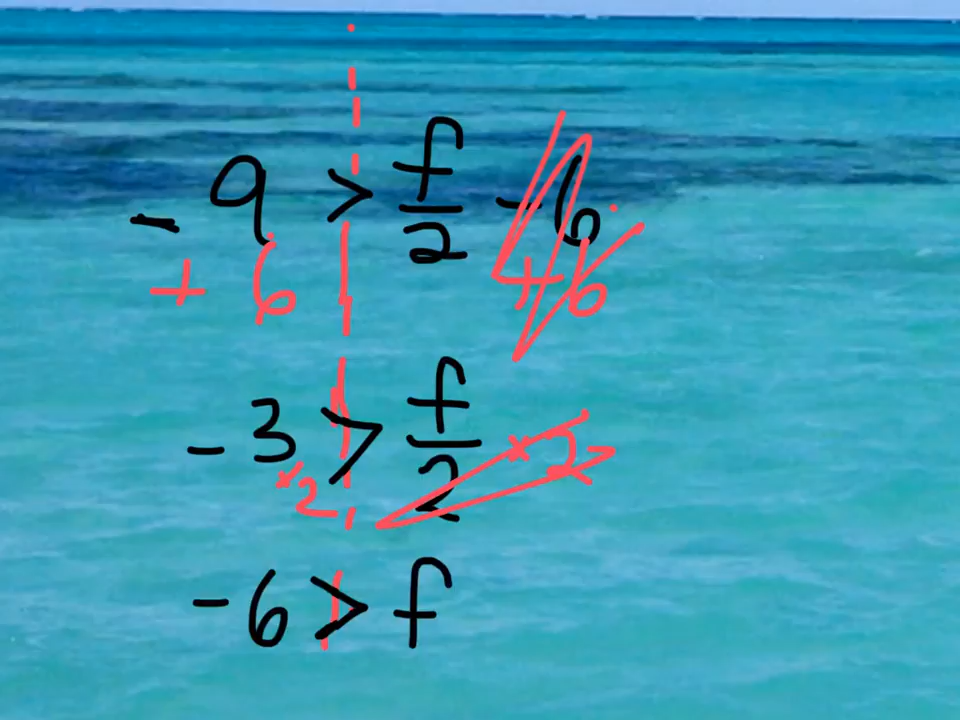 - 9 > f/2 - 6
+ 6 + 6
- 3 > f/2 × 2
× 2
- 6 > f